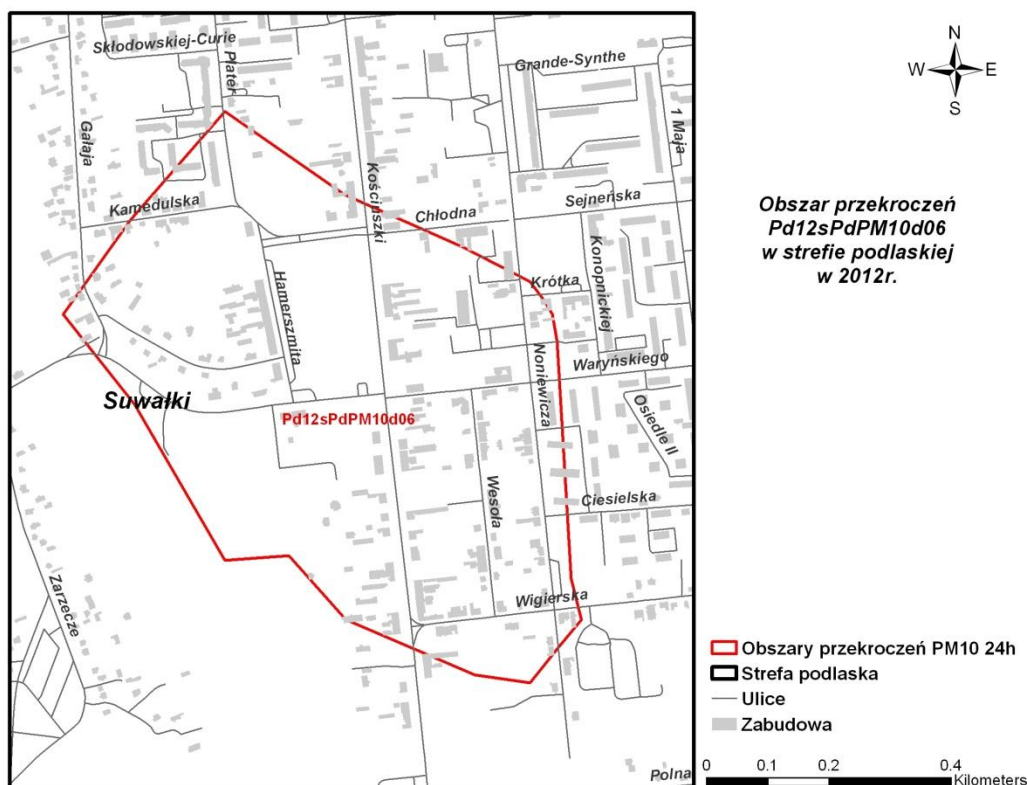 Skłodowskiej-Curie
Plater
Gałaja
Grande-Synthe
1 Maja
Kościuszki
Kamedulska
Chłodna
Sejneńska
Konopnickiej
Krótka
Hamerszmita
Noniewicza
Waryńskiego
Suwałki
Pd12sPdPM10d06
Osiedle II
Wesoła
Ciesielska
Zarzecze
Wigierska
Polna
N
W
E
S
Obszar przekroczeń
Pd12sPdPM10d06
w strefie podlaskiej
w 2012r.
Obszary przekroczeń PM10 24h
Strefa podlaska
Ulice
Zabudowa
0 0.1 0.2 0.4
Kilometers